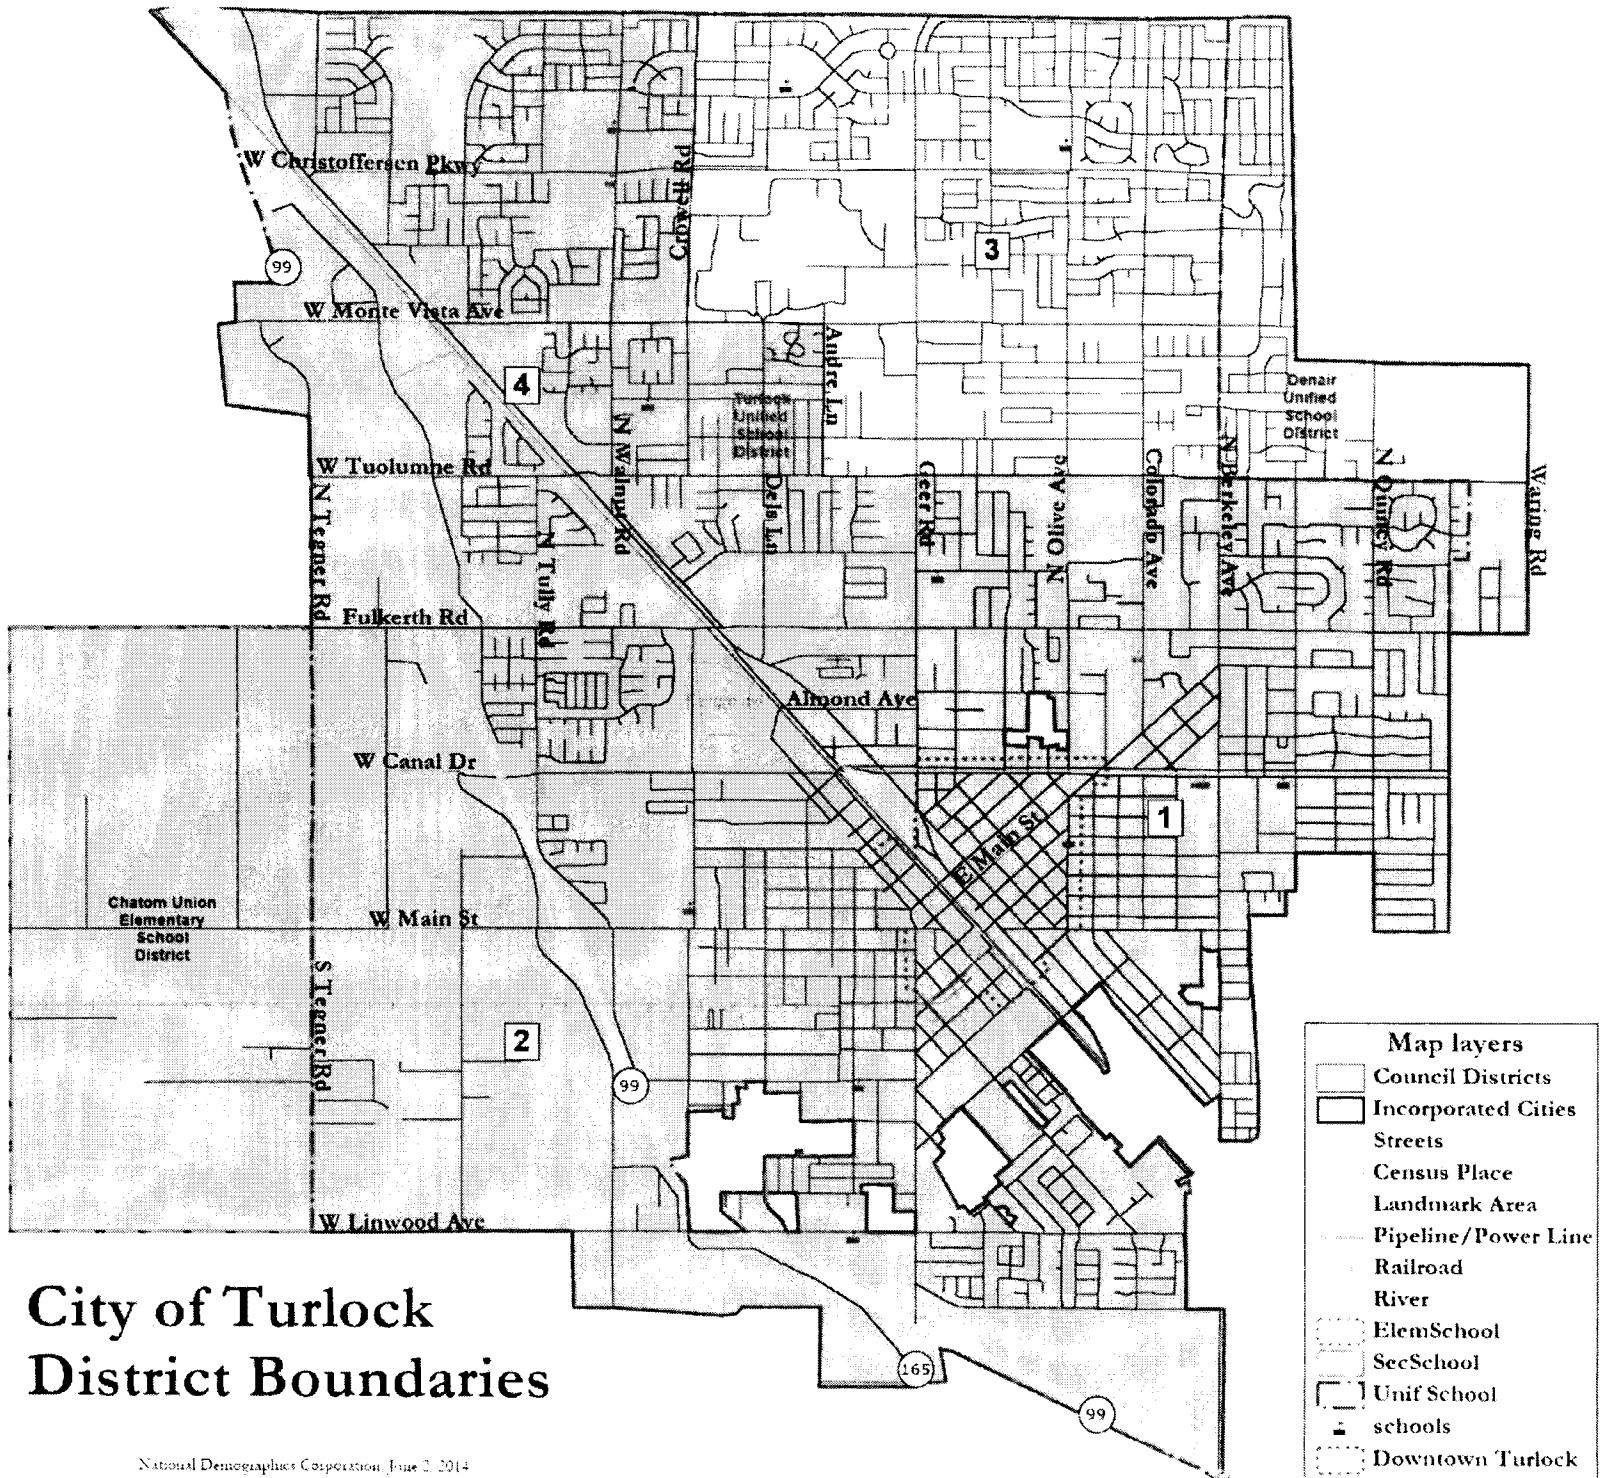 W Christoffersen Pkwy
Crowell Rd
3
99
W Monte Vista Ave
4
Andre Ln
Turlock
Unified
School
District
Denair
Unified
School
District
W Tuolumne Rd
N Walnut Rd
Dels Ln
Geer Rd
N Olive Ave
Colorado Ave
N Berkeley Ave
N Quincy Rd
Waring Rd
N Tegner Rd
N Tully Rd
Fulkerth Rd
Almond Ave
W Canal Dr
1
E Main St
Chatom Union
Elementary
School
District
W Main St
S Tegner Rd
2
99
W Linwood Ave
165
99
City of Turlock
District Boundaries
National Demographics Corporation, June 2, 2014
Map layers
Council Districts
Incorporated Cities
Streets
Census Place
Landmark Area
Pipeline/Power Line
Railroad
River
ElemSchool
SecSchool
Unif School
schools
Downtown Turlock